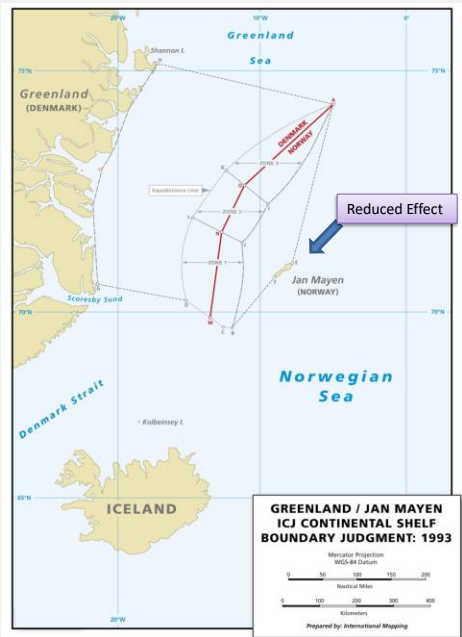 20°W
10°W
0°
Shannon I.
Greenland
Sea
75°N
75°N
Greenland
(DENMARK)
A
DENMARK
NORWAY
ZONE 3
Equidistance Line
ZONE 2
Reduced Effect
ZONE 1
Jan Mayen
(NORWAY)
Scoresby Sund
70°N
70°N
M
C
B
Norwegian
Sea
Denmark Strait
Kolbeinsey I.
65°N
65°N
ICELAND
GREENLAND / JAN MAYEN
ICJ CONTINENTAL SHELF
BOUNDARY JUDGMENT: 1993
Mercator Projection
WGS-84 Datum
0 50 100 150 200
Nautical Miles
0 100 200 300 400
Kilometers
Prepared by: International Mapping
20°W